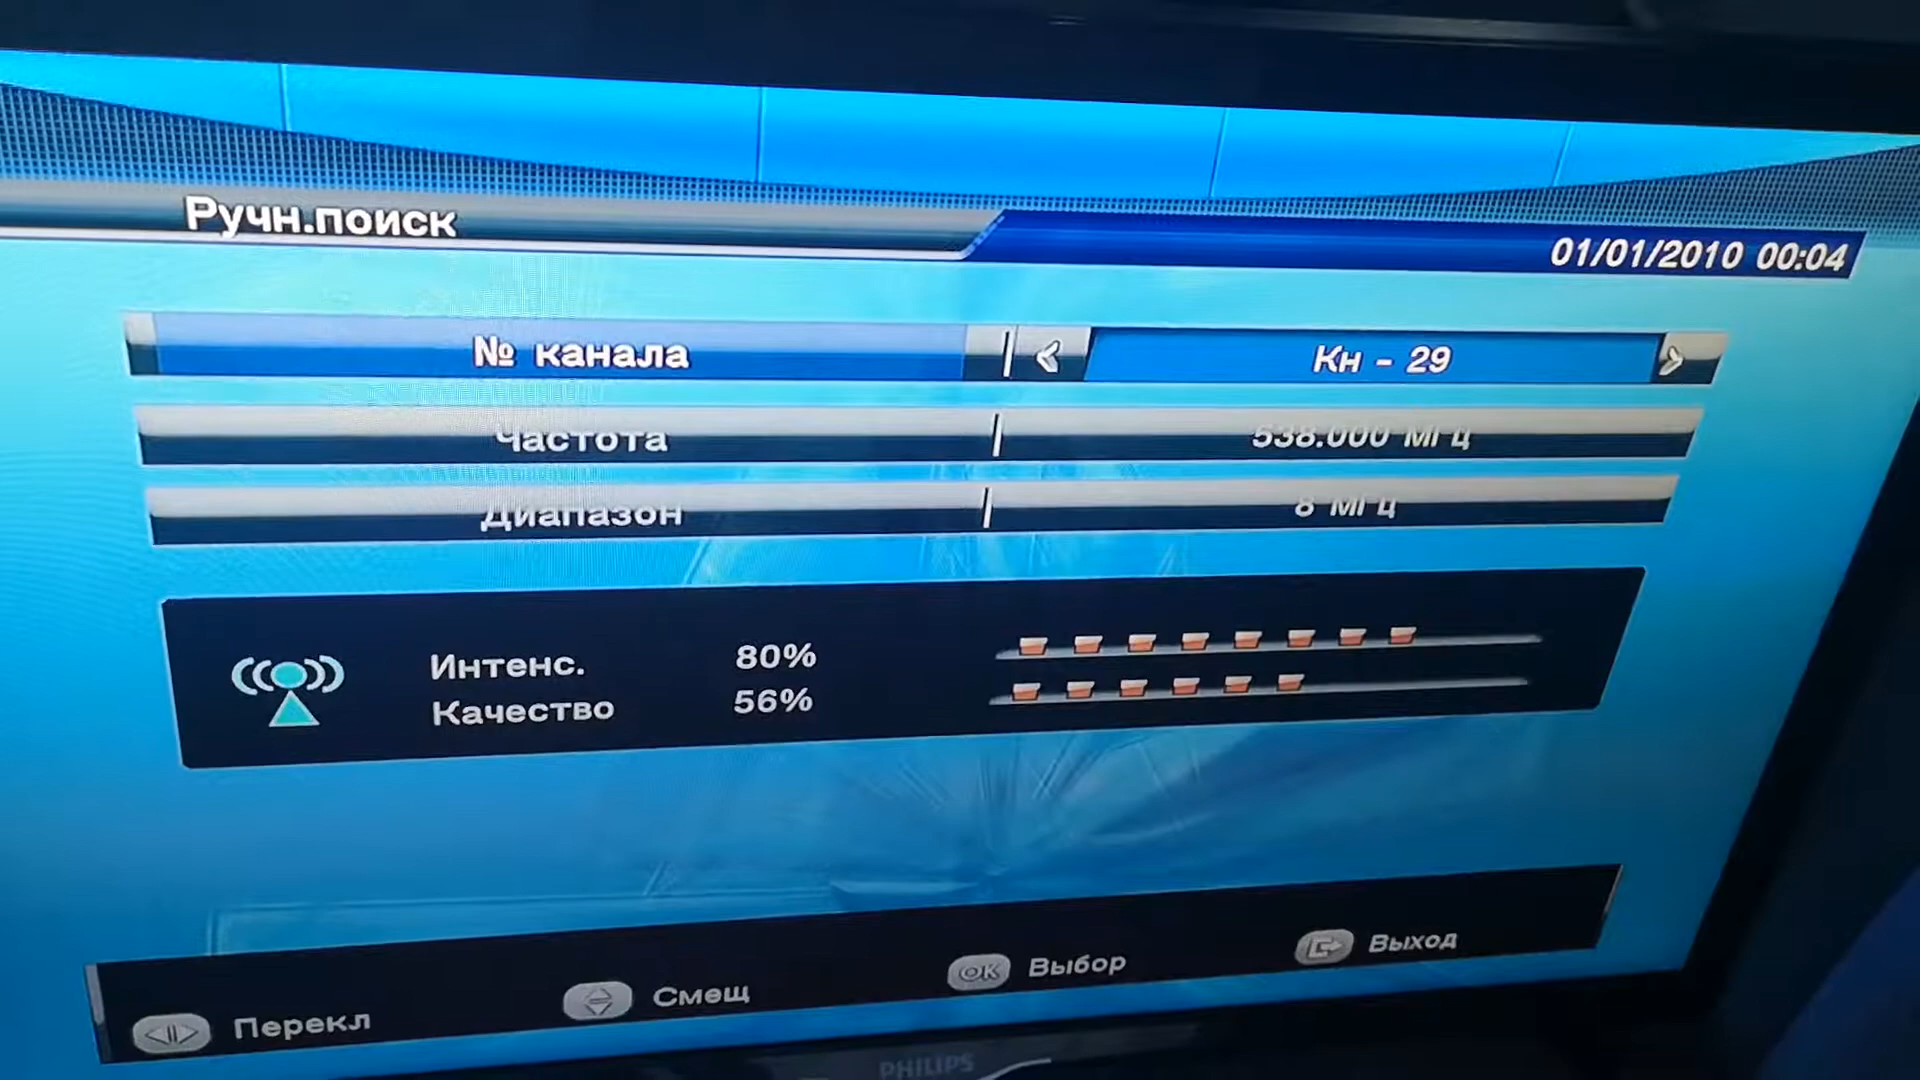 Ручн.поиск
01/01/2010 00:04
№ канала
Кн - 29
Частота
538.000 МГц
Диапазон
8 МГц
Интенс. 80%
Качество 56%
Перекл
Смещ
OK Выбор
Выход
PHILIPS